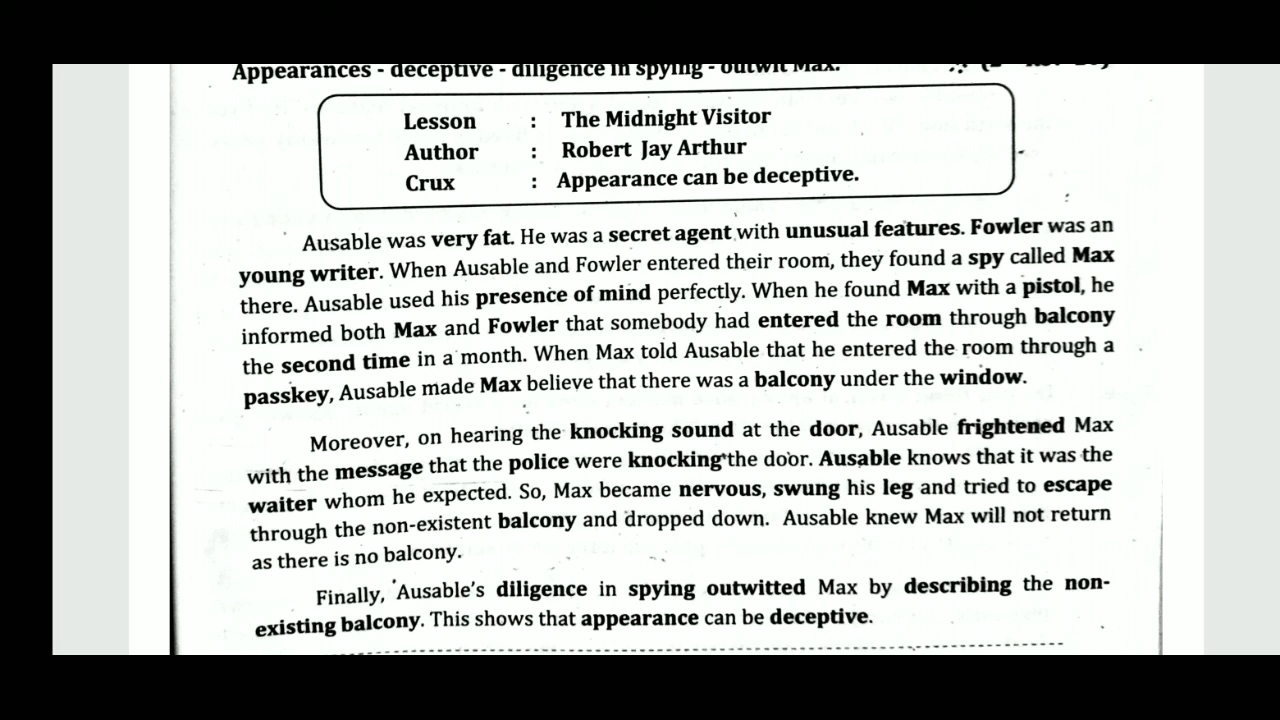 Appearances - deceptive - diligence in spying - outwit Max.
Lesson : The Midnight Visitor
Author : Robert Jay Arthur
Crux : Appearance can be deceptive.
Ausable was very fat. He was a secret agent with unusual features. Fowler was an
young writer. When Ausable and Fowler entered their room, they found a spy called Max
there. Ausable used his presence of mind perfectly. When he found Max with a pistol, he
informed both Max and Fowler that somebody had entered the room through balcony
the second time in a month. When Max told Ausable that he entered the room through a
passkey, Ausable made Max believe that there was a balcony under the window.
Moreover, on hearing the knocking sound at the door, Ausable frightened Max
with the message that the police were knocking the door. Ausable knows that it was the
waiter whom he expected. So, Max became nervous, swung his leg and tried to escape
through the non-existent balcony and dropped down. Ausable knew Max will not return
as there is no balcony.
Finally, Ausable's diligence in spying outwitted Max by describing the non-
existing balcony. This shows that appearance can be deceptive.